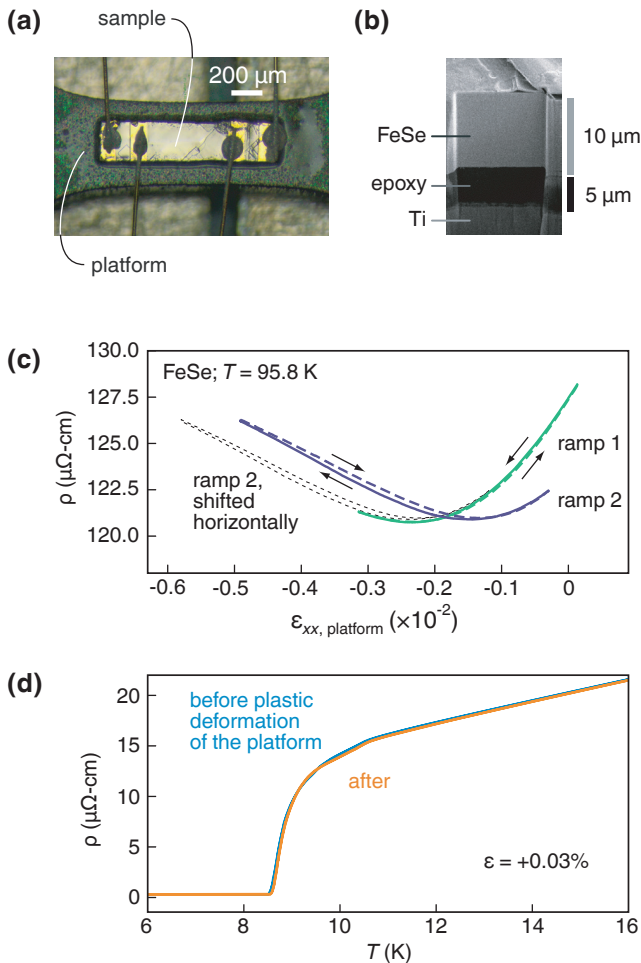 (a)
sample
200 µm
platform
(b)
FeSe
epoxy
Ti
10 µm
5 µm
(c)
ρ (µΩ-cm)
130.0
127.5
125.0
122.5
120.0
FeSe; T = 95.8 K
ramp 1
ramp 2
ramp 2,
shifted
horizontally
-0.6
-0.5
-0.4
-0.3
-0.2
-0.1
0
εxx, platform (×10-2)
(d)
ρ (µΩ-cm)
20
15
10
5
0
before plastic
deformation
of the platform
after
ε = +0.03%
6
8
10
12
14
16
T (K)